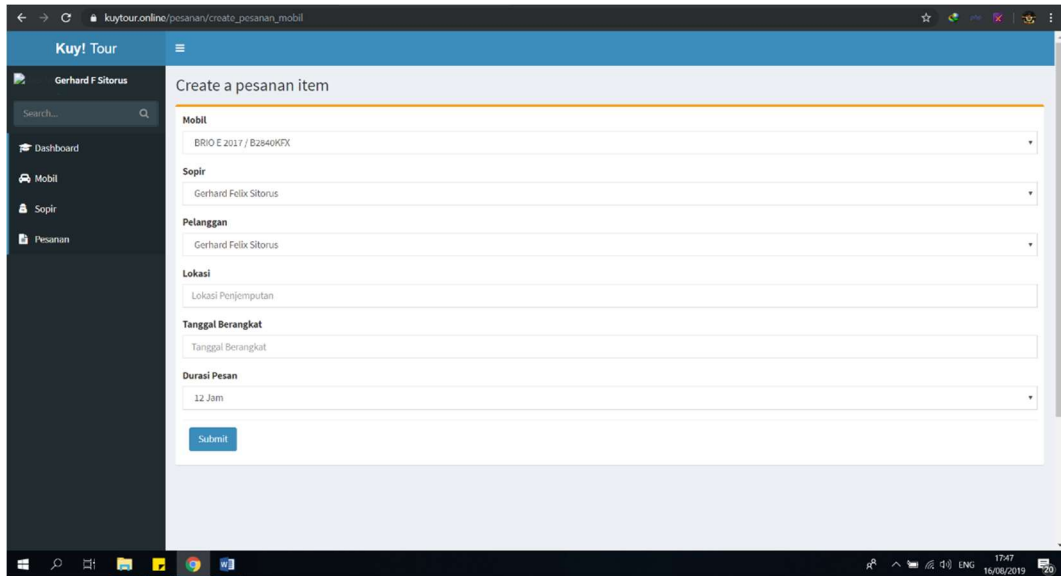 kuytour.online/pesanan/create_pesanan_mobil
Kuy! Tour
Gerhard F Sitorus
Search...
Dashboard
Mobil
Sopir
Pesanan
Create a pesanan item
Mobil
BRIO E 2017 / B2840KFX
Sopir
Gerhard Felix Sitorus
Pelanggan
Gerhard Felix Sitorus
Lokasi
Lokasi Penjemputan
Tanggal Berangkat
Tanggal Berangkat
Durasi Pesan
12 Jam
Submit
ENG
17:47
16/08/2019
20